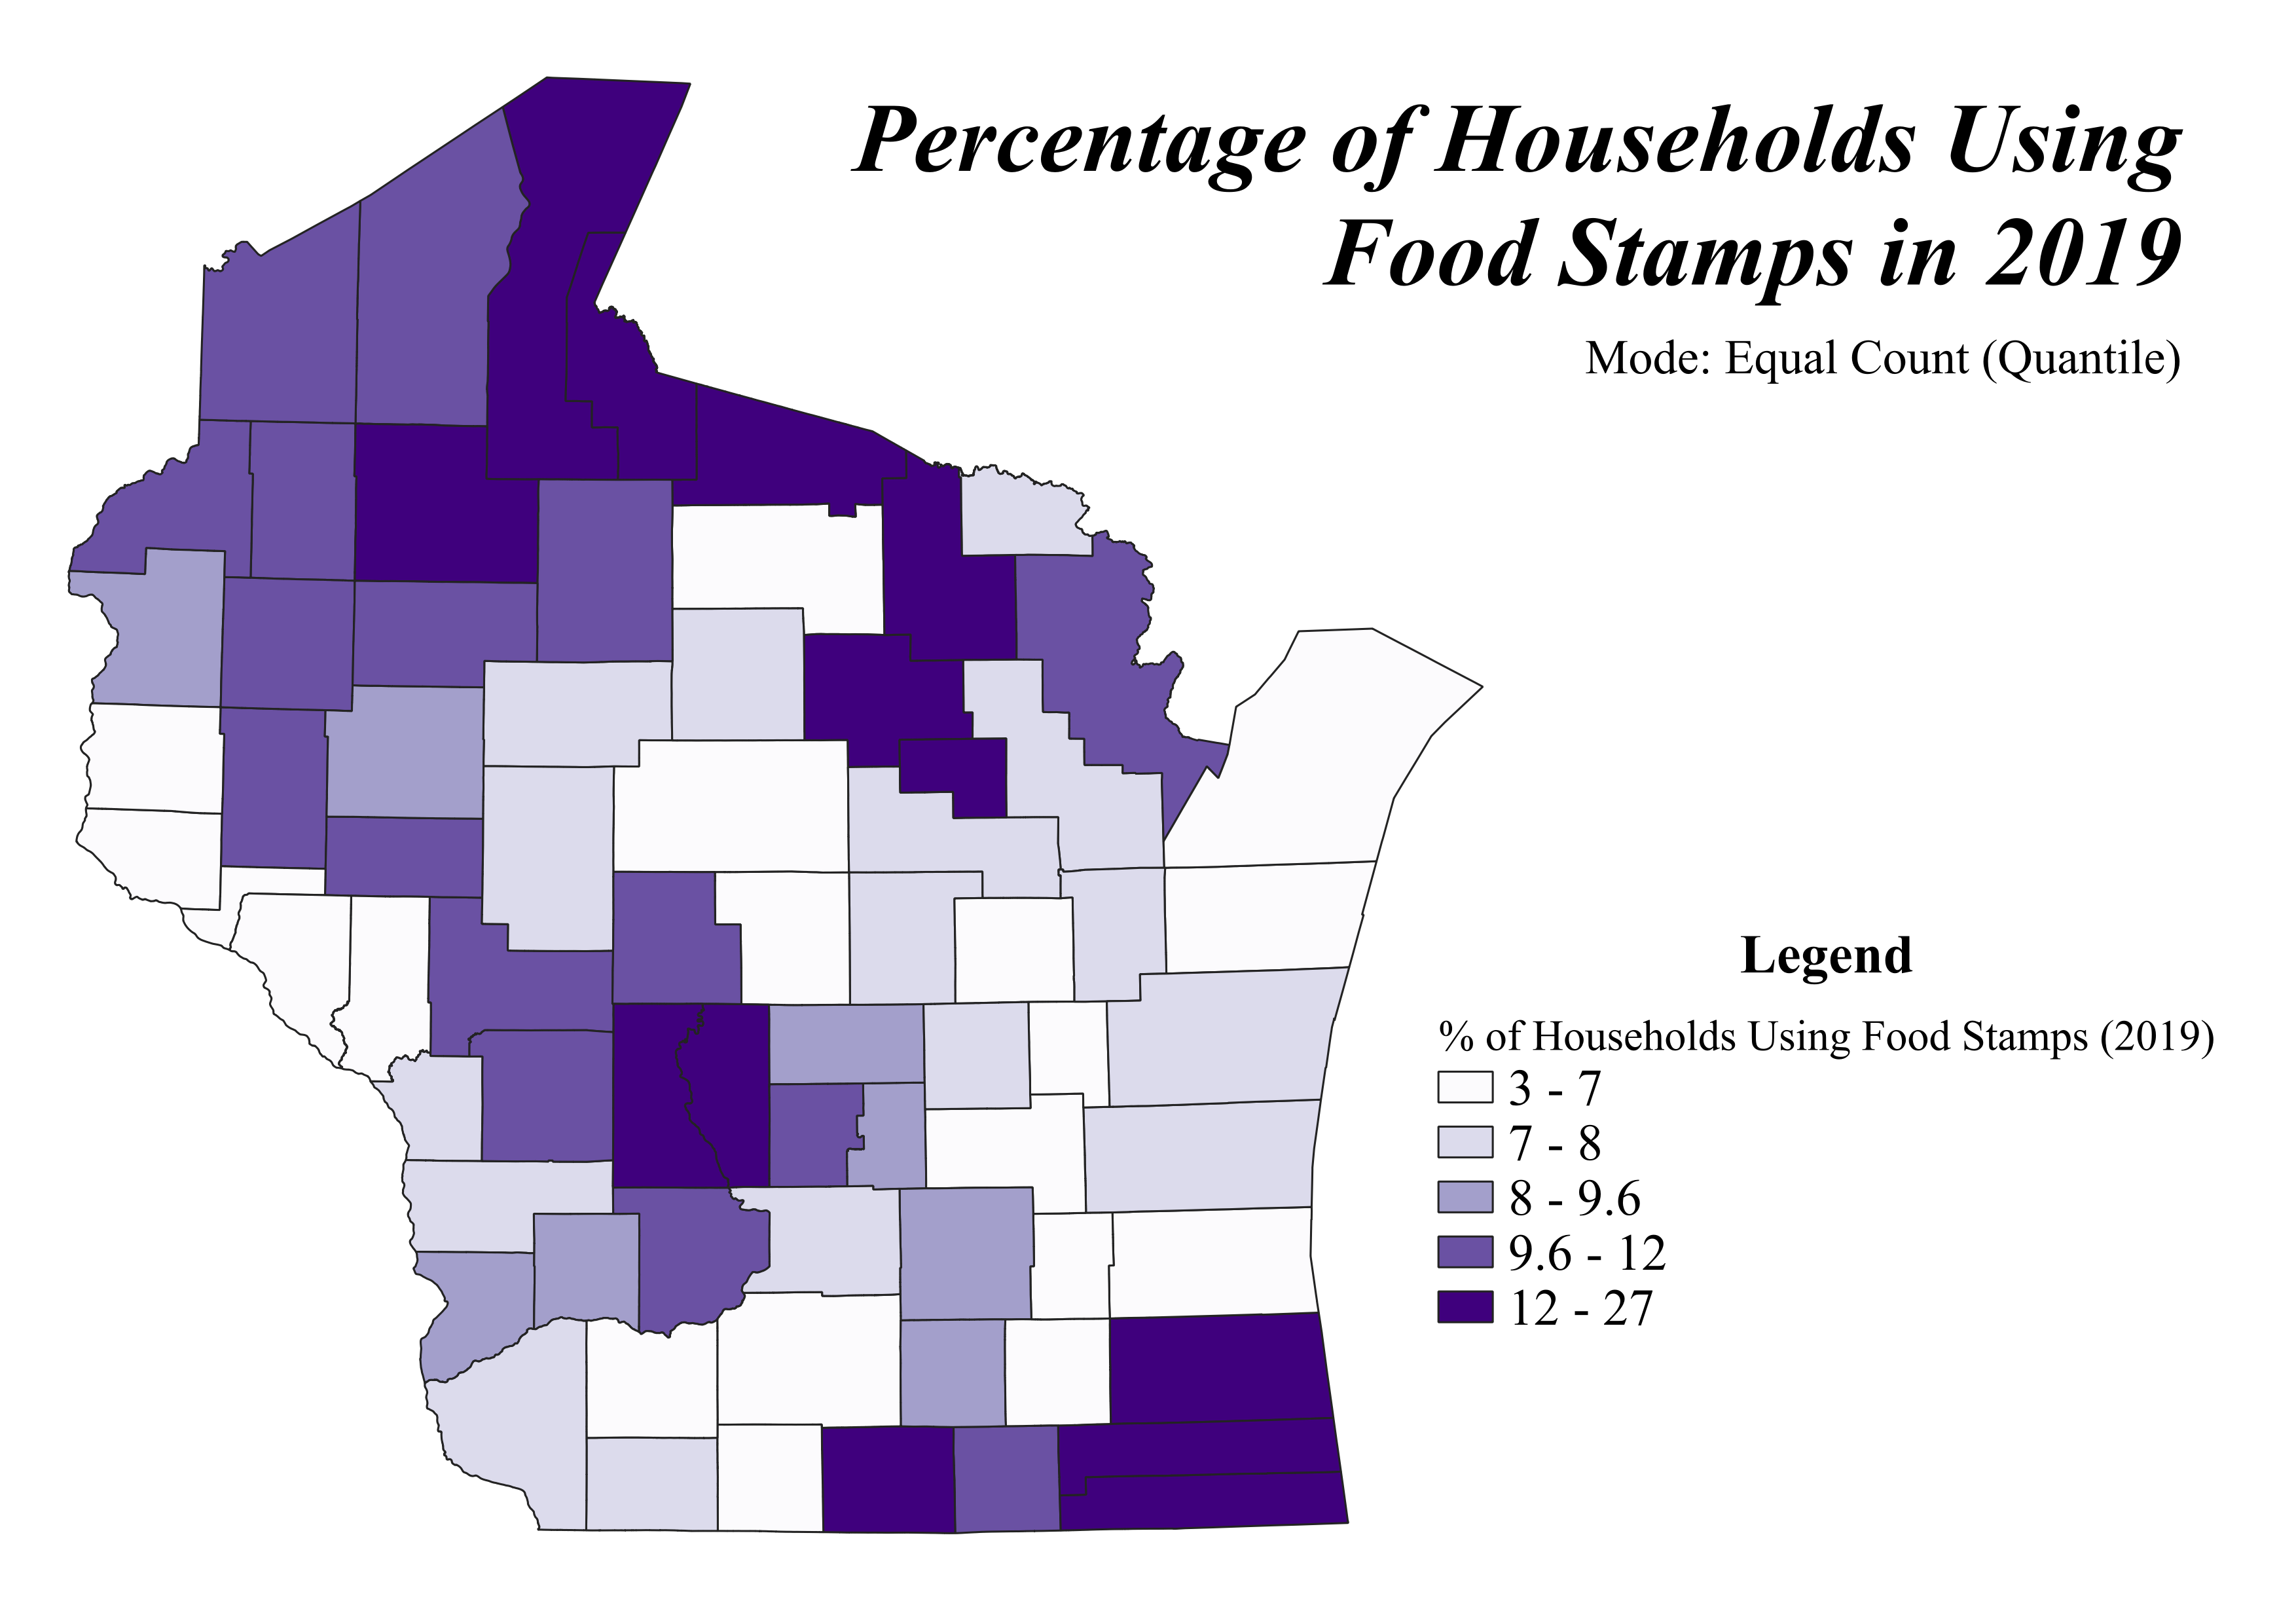 Percentage of Households Using
Food Stamps in 2019
Mode: Equal Count (Quantile)
Legend
% of Households Using Food Stamps (2019)
3 - 7
7 - 8
8 - 9.6
9.6 - 12
12 - 27